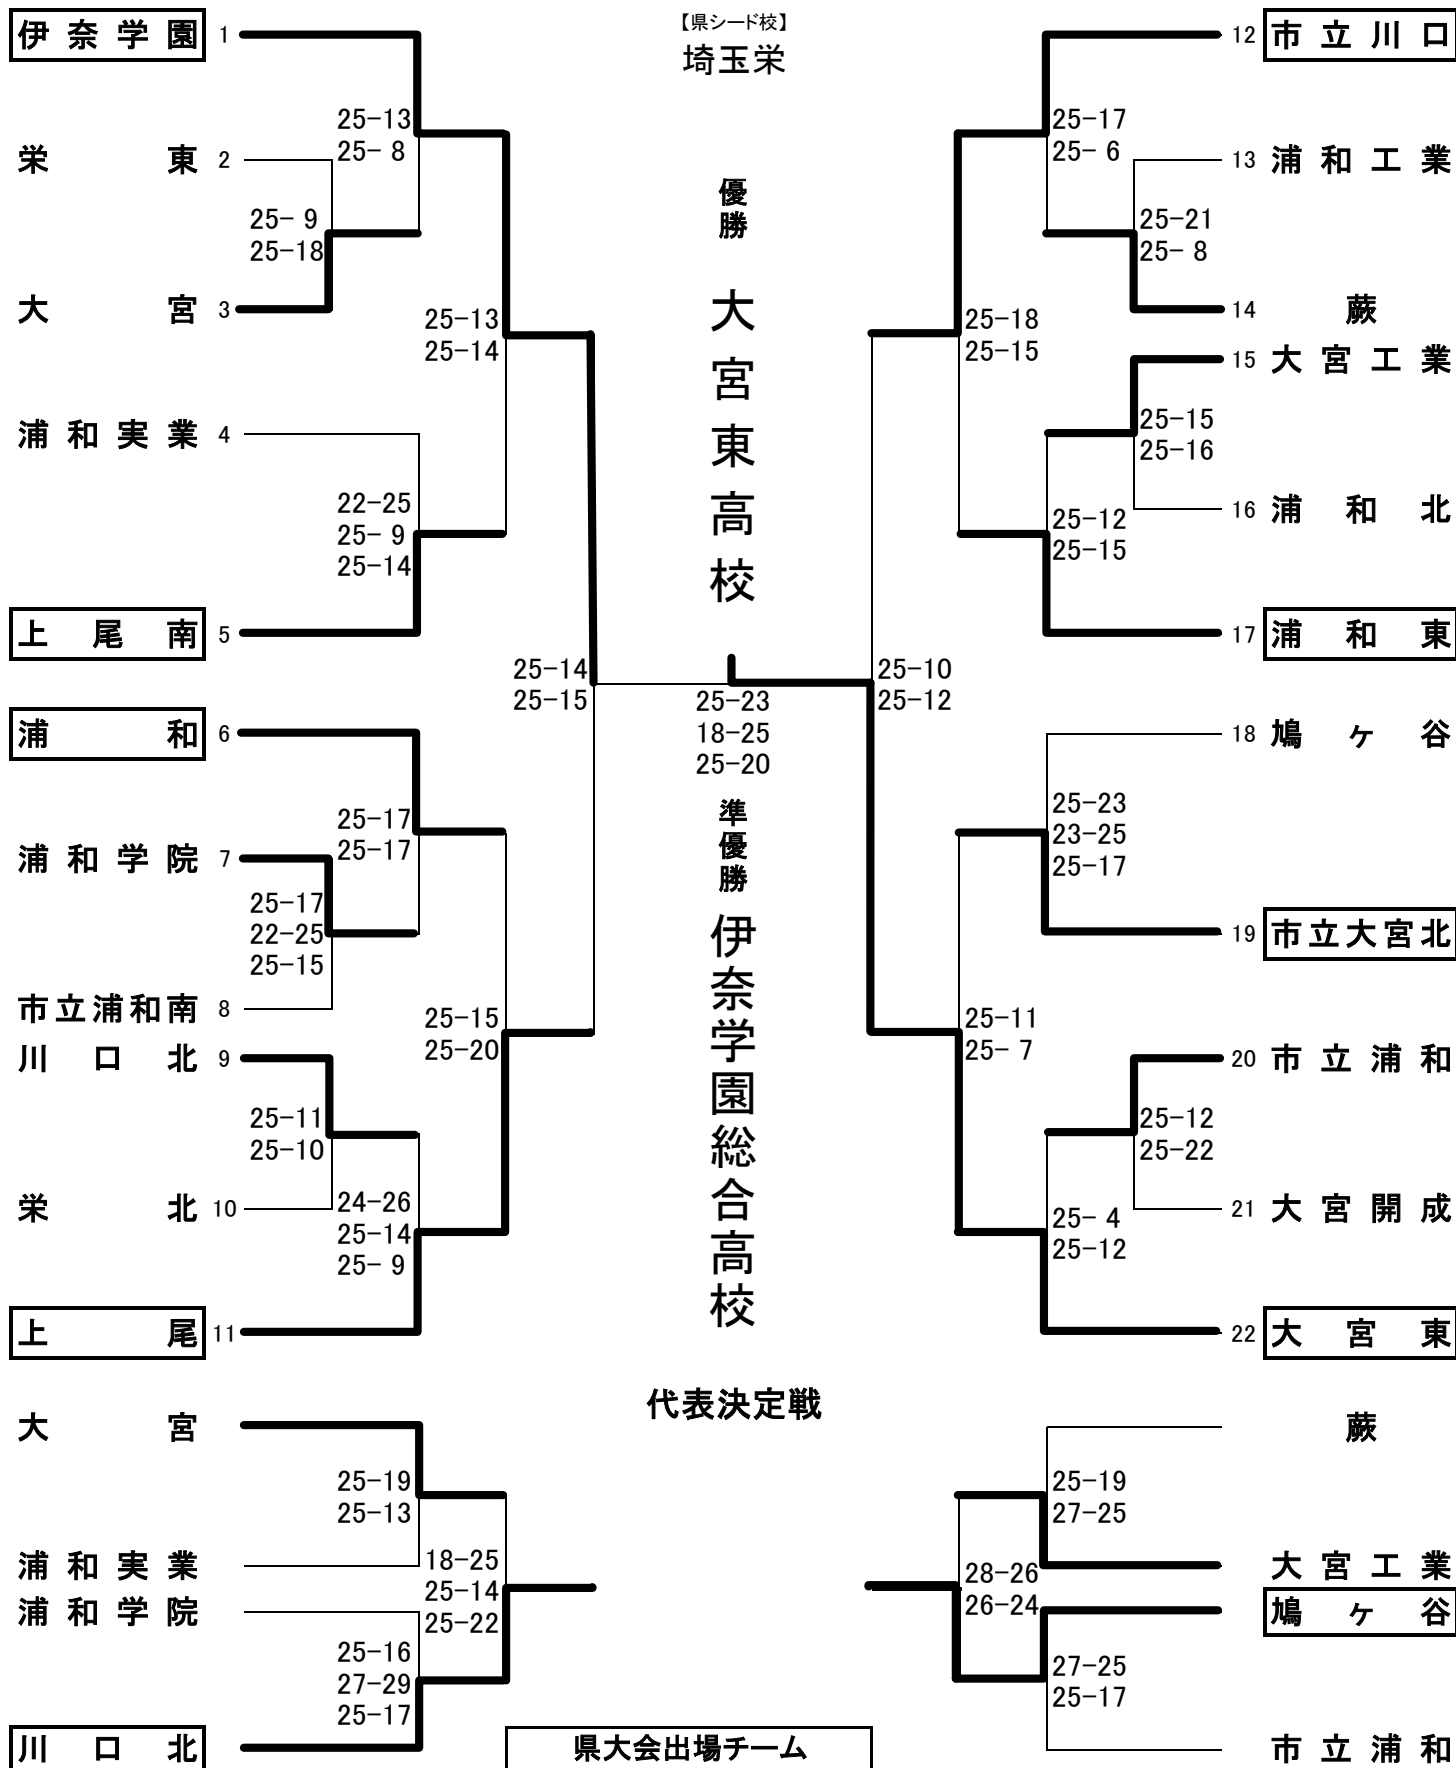 【県シード校】
埼玉栄
優勝
大宮東高校
準優勝
伊奈学園総合高校
伊奈学園 1
25-13
25- 8
栄東 2
25- 9
25-18
大宮 3
25-13
25-14
浦和実業 4
22-25
25- 9
25-14
上尾南 5
25-14
25-15
浦和 6
25-17
25-17
浦和学院 7
25-17
22-25
25-15
市立浦和南 8
25-15
25-20
川口北 9
25-11
25-10
栄北 10
24-26
25-14
25- 9
上尾 11
25-23
18-25
25-20
12 市立川口
25-17
25- 6
13 浦和工業
25-21
25- 8
14 蕨
25-18
25-15
15 大宮工業
25-15
25-16
16 浦和北
25-12
25-15
17 浦和東
25-10
25-12
18 鳩ヶ谷
25-23
23-25
25-17
19 市立大宮北
25-11
25- 7
20 市立浦和
25-12
25-22
21 大宮開成
25- 4
25-12
22 大宮東
代表決定戦
大宮
25-19
25-13
浦和実業
18-25
25-14
25-22
浦和学院
25-16
27-29
25-17
川口北
蕨
25-19
27-25
大宮工業
28-26
26-24
鳩ヶ谷
27-25
25-17
市立浦和
県大会出場チーム